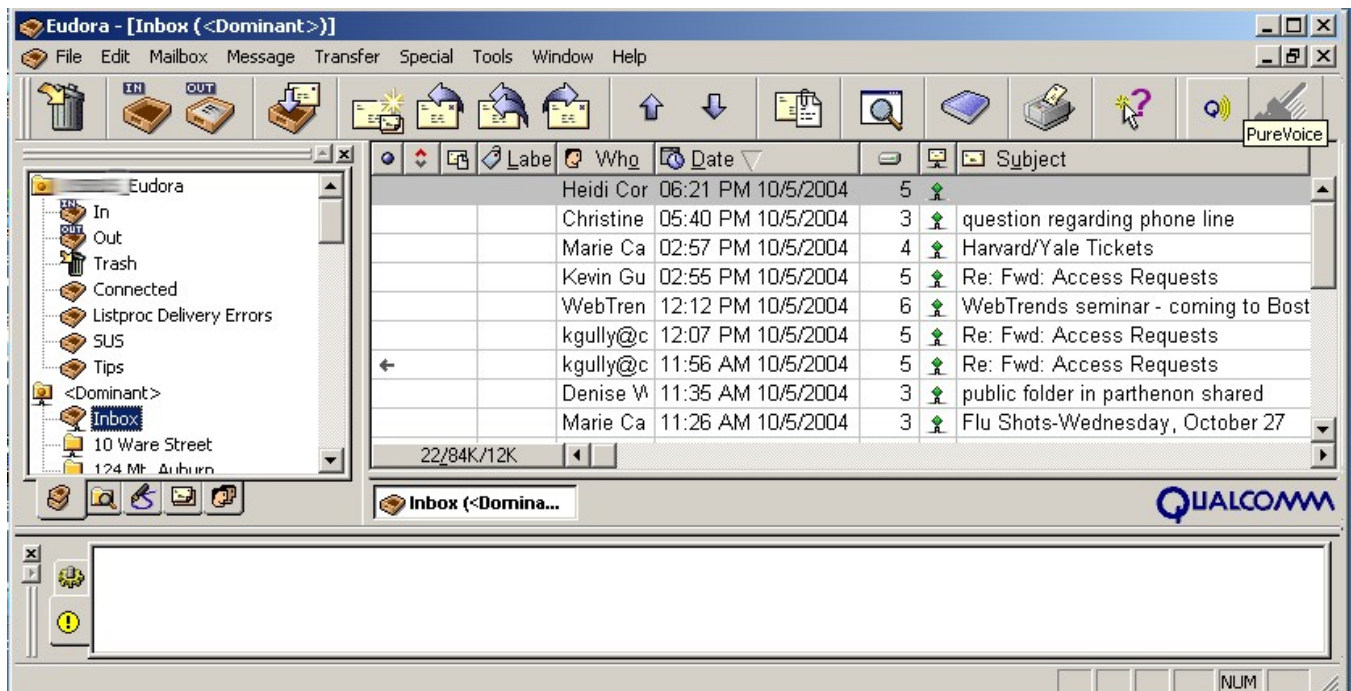 Eudora - [Inbox (<Dominant>)]
File Edit Mailbox Message Transfer Special Tools Window Help
IN OUT
PureVoice
Eudora
In
Out
Trash
Connected
Listproc Delivery Errors
SUS
Tips
<Dominant>
Inbox
10 Ware Street
124 Mt. Auburn
Labe Who Date Subject
Heidi Cor 06:21 PM 10/5/2004 5
Christine 05:40 PM 10/5/2004 3 question regarding phone line
Marie Ca 02:57 PM 10/5/2004 4 Harvard/Yale Tickets
Kevin Gu 02:55 PM 10/5/2004 5 Re: Fwd: Access Requests
WebTren 12:12 PM 10/5/2004 6 WebTrends seminar - coming to Bost
kgully@c 12:07 PM 10/5/2004 5 Re: Fwd: Access Requests
kgully@c 11:56 AM 10/5/2004 5 Re: Fwd: Access Requests
Denise W 11:35 AM 10/5/2004 3 public folder in parthenon shared
Marie Ca 11:26 AM 10/5/2004 3 Flu Shots-Wednesday, October 27
22/84K/12K
Inbox (<Domina...
QUALCOMM
NUM